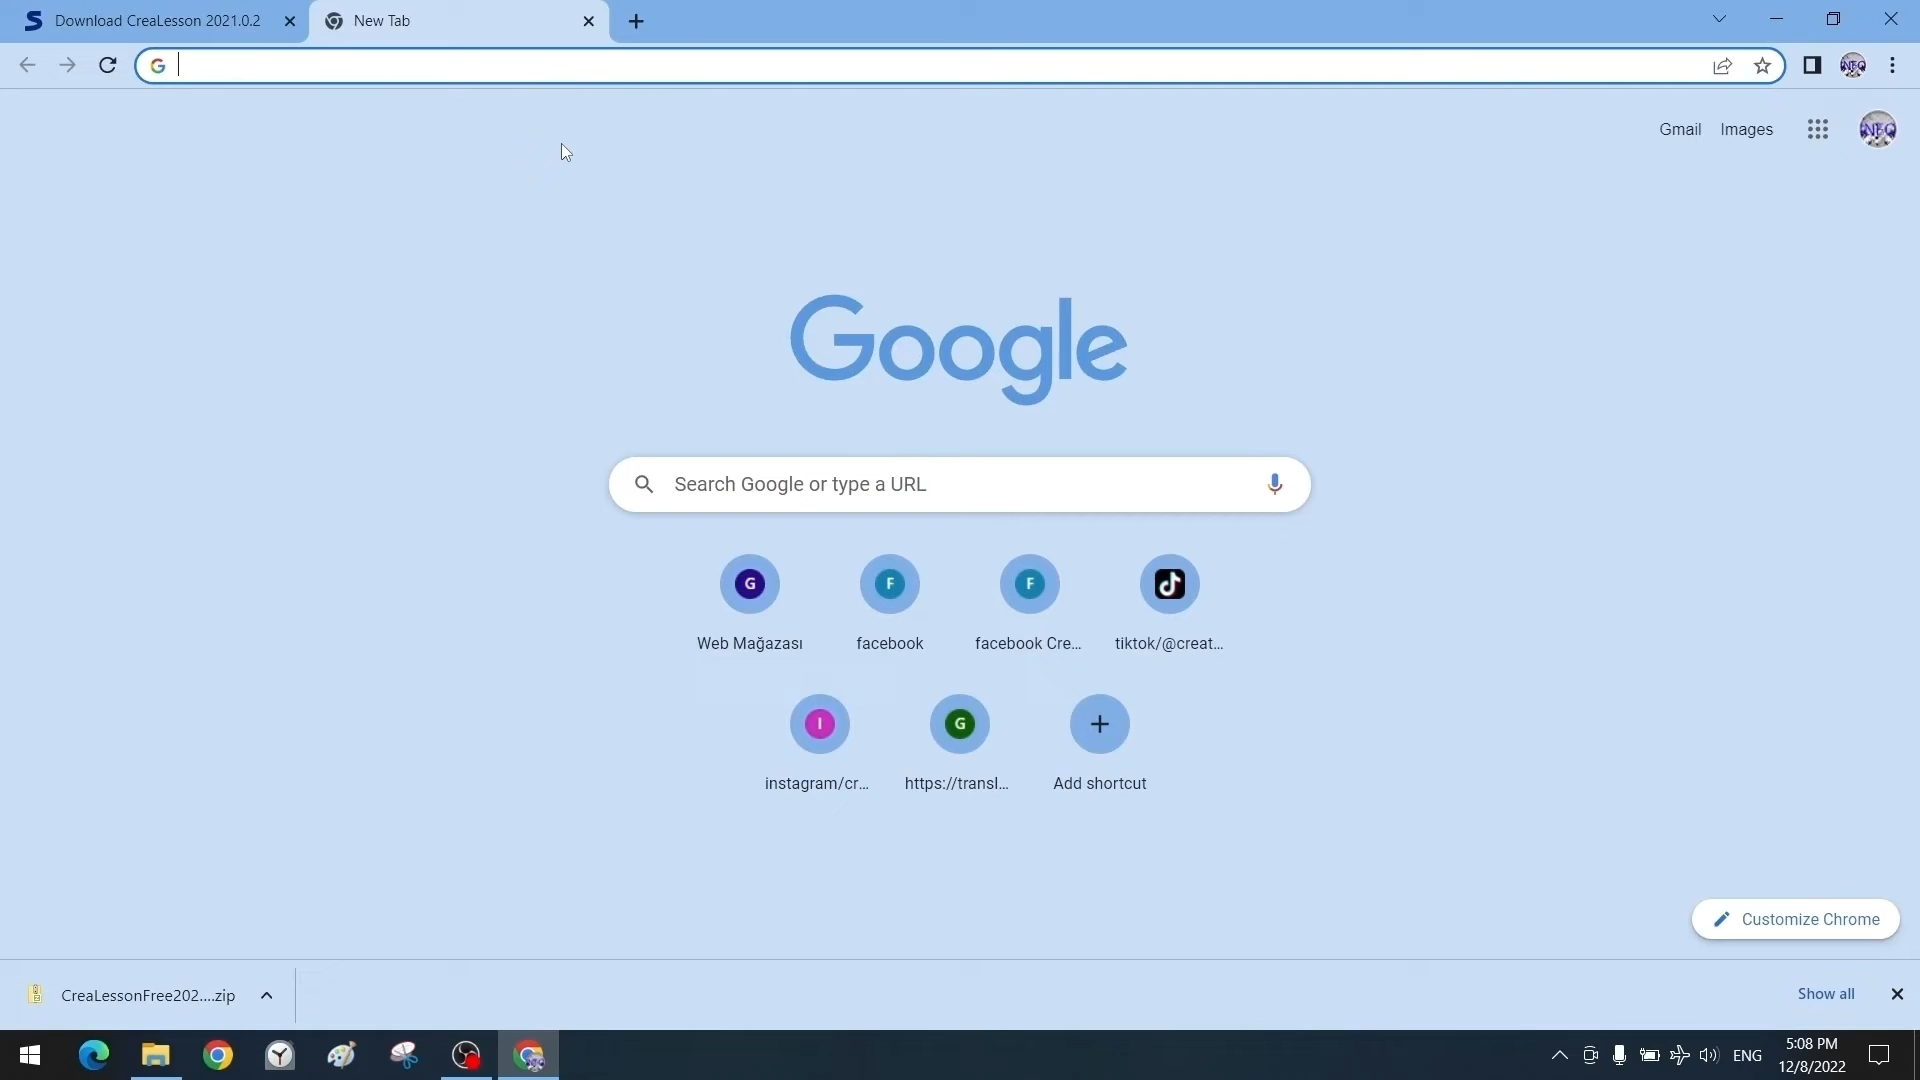 Download CreaLesson 2021.0.2
New Tab
Gmail
Images
Google
Search Google or type a URL
G
F
F
Web Mağazası
facebook
facebook Cre...
tiktok/@creat...
I
G
instagram/cr...
https://transl...
Add shortcut
Customize Chrome
CreaLessonFree202....zip
Show all
ENG
5:08 PM
12/8/2022